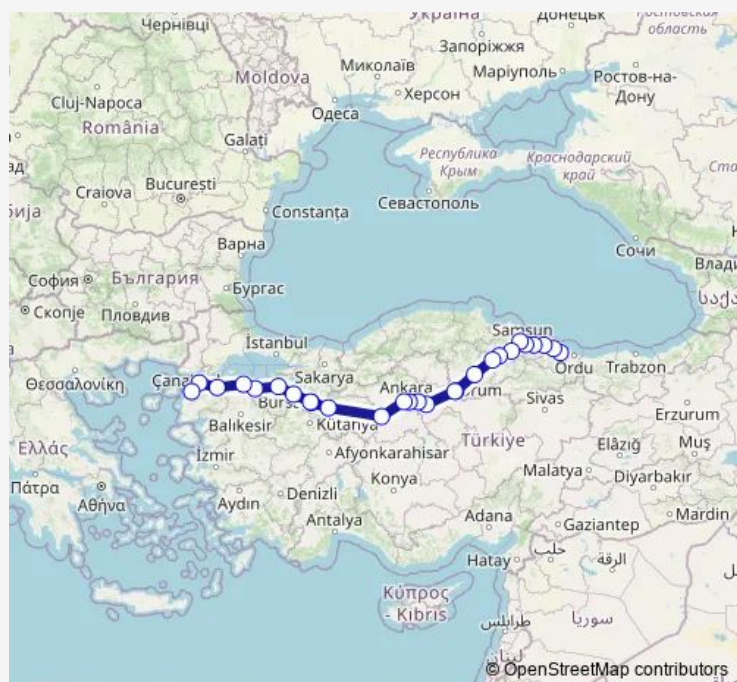 Україна
Донецьк
Чернівці
Запоріжжя
Миколаїв
Маріуполь
Ростов-на-
Дону
область
Moldova
Херсон
Cluj-Napoca
Одеса
România
Galați
Республика
Крым
Краснодарский
край
București
Craiova
Севастополь
Constanța
Варна
Сочи
София
България
Бургас
Скопје
Пловдив
İstanbul
Samsun
Θεσσαλονίκη
Sakarya
Ordu
Trabzon
Ankara
Balıkesir
Kütahya
Sivas
Erzurum
Türkiye
Ελλάς
İzmir
Afyonkarahisar
Elâzığ
Muş
Πάτρα
Αθήνα
Konya
Malatya
Diyarbakır
Aydın
Denizli
Mardin
Antalya
Adana
Gaziantep
Hatay
حلب
الرقة
Κύπρος
- Kıbrıs
سوريا
طرابلس
© OpenStreetMap contributors